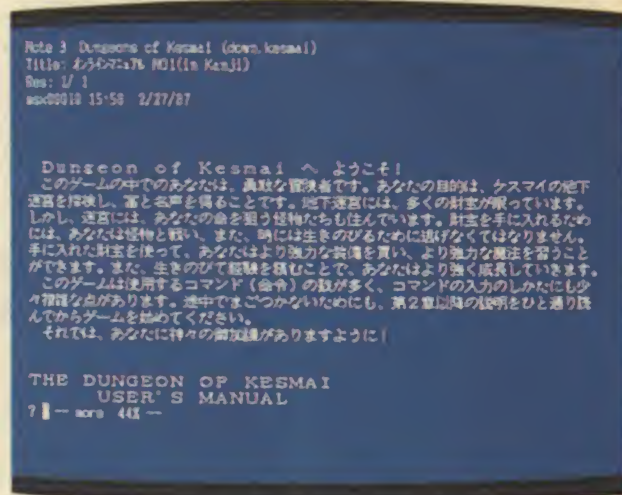 Note 3 Dungeons of Kesmai (down.kesmai)
Title: オンラインマニュアル NO1(in Kanji)
Res: 1/ 1
msx00010 15:58 2/27/87
Dungeon of Kesmai へ ようこそ!
このゲームの中でのあなたは、勇敢な冒険者です。あなたの目的は、ケスマイの地下
迷宮を探検し、富と名声を得ることです。地下迷宮には、多くの財宝が眠っています。
しかし、迷宮には、あなたの命を狙う怪物たちも住んでいます。財宝を手に入れるため
には、あなたは怪物と戦い、また、時には生きのびるために逃げなくてはなりません。
手に入れた財宝を使って、あなたはより強力な装備を買い、より強力な魔法を習うこと
ができます。また、生きのびて経験を積むことで、あなたはより強く成長していきます。
このゲームは使用するコマンド(命令)の数が多く、コマンドの入力のしかたにも少
々複雑な点があります。途中でまごつかないためにも、第2章以降の説明をひと通り読
んでからゲームを始めてください。
それでは、あなたに神々の御加護がありますように!
THE DUNGEON OF KESMAI
USER'S MANUAL
? -- more 44% --